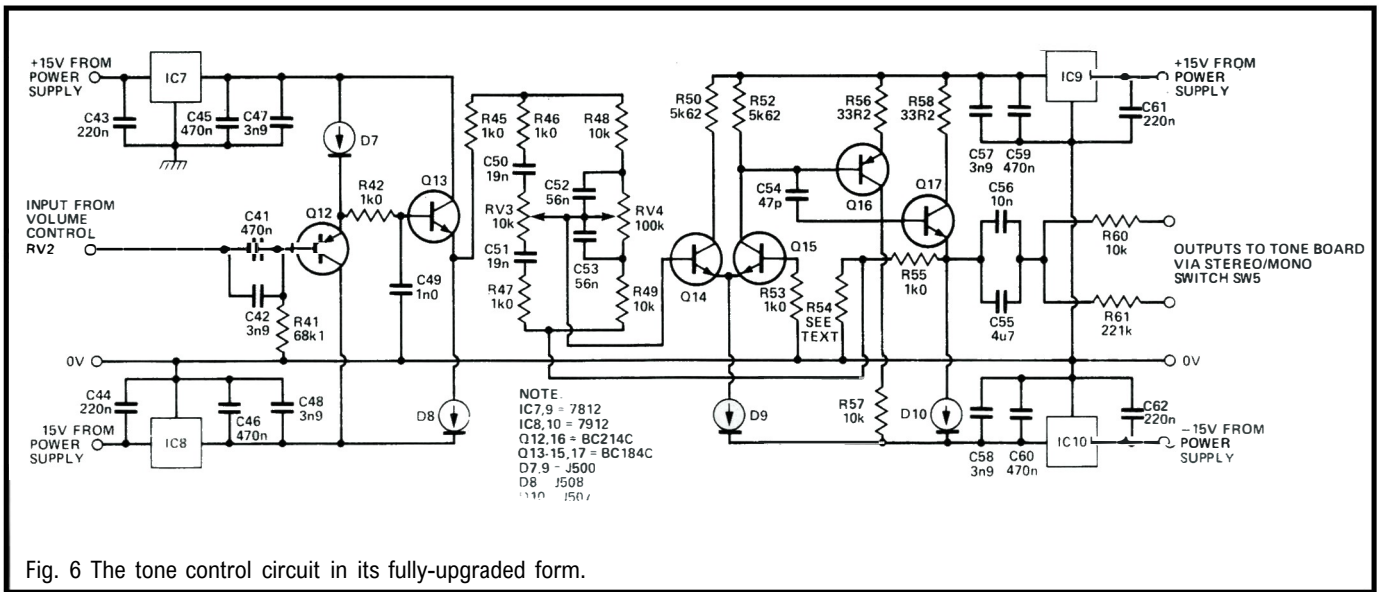 +15V FROM
POWER
SUPPLY
IC7
C43
220n
C45
470n
C47
3n9
D7
INPUT FROM
VOLUME
CONTROL
RV2
C41
470n
C42
3n9
R41
68k1
Q12
R42
1k0
Q13
C49
1n0
R45
1k0
R46
1k0
R48
10k
C50
19n
RV3
10k
C51
19n
R47
1k0
C52
56n
RV4
100k
C53
56n
R49
10k
0V
C44
220n
15V FROM
POWER
SUPPLY
IC8
C46
470n
C48
3n9
D8
NOTE.
IC7,9 = 7812
IC8,10 = 7912
Q12,16 = BC214C
Q13-15,17 = BC184C
D7,9 - J500
D8 J508
R50
5k62
R52
5k62
R56
33R2
R58
33R2
C54
47p
Q16
Q17
Q14
Q15
R53
1k0
R54
SEE
TEXT
R55
1k0
R57
10k
D9
D10
C57
3n9
C59
470n
C56
10n
C55
4u7
IC9
+15V FROM
POWER
SUPPLY
C61
220n
R60
10k
OUTPUTS TO TONE BOARD
VIA STEREO/MONO
SWITCH SW5
R61
221k
0V
C58
3n9
C60
470n
IC10
C62
220n
−15V FROM
POWER
SUPPLY
Fig. 6 The tone control circuit in its fully-upgraded form.